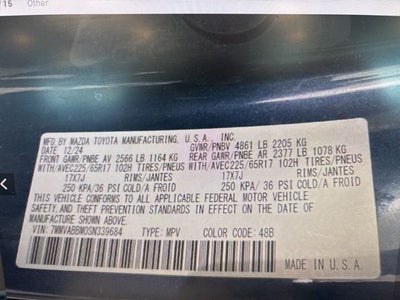 /15 Other
MFD BY MAZDA TOYOTA MANUFACTURING, U.S.A., INC.
DATE 12/24 GVWR/PNBV 4861 LB 2205 KG
FRONT GAWR/PNBE AV 2566 LB 1164 KG REAR GAWR/PNBE AR 2377 LB 1078 KG
WITH/AVEC225/65R17 102H TIRES/PNEUS WITH/AVEC225/65R17 102H TIRES/PNEUS
17X7J RIMS/JANTES 17X7J RIMS/JANTES
250 KPA/36 PSI COLD/A FROID 250 KPA/36 PSI COLD/A FROID
THIS VEHICLE CONFORMS TO ALL APPLICABLE FEDERAL MOTOR VEHICLE
SAFETY AND THEFT PREVENTION STANDARDS IN EFFECT ON THE DATE OF
MANUFACTURE SHOWN ABOVE.
VIN: 7MMVABBM0SN339684 TYPE: MPV COLOR CODE: 48B
MADE IN U.S.A